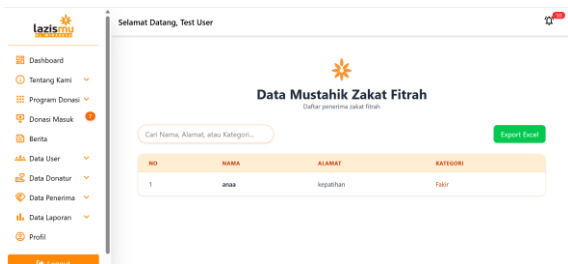 lazismu
Selamat Datang, Test User
Dashboard
Tentang Kami
Program Donasi
Donasi Masuk
Berita
Data User
Data Donatur
Data Penerima
Data Laporan
Profil
Logout
Data Mustahik Zakat Fitrah
Daftar penerima zakat fitrah
Cari Nama, Alamat, atau Kategori...
Export Excel
NO NAMA ALAMAT KATEGORI
1 anaa kepatihan Fakir